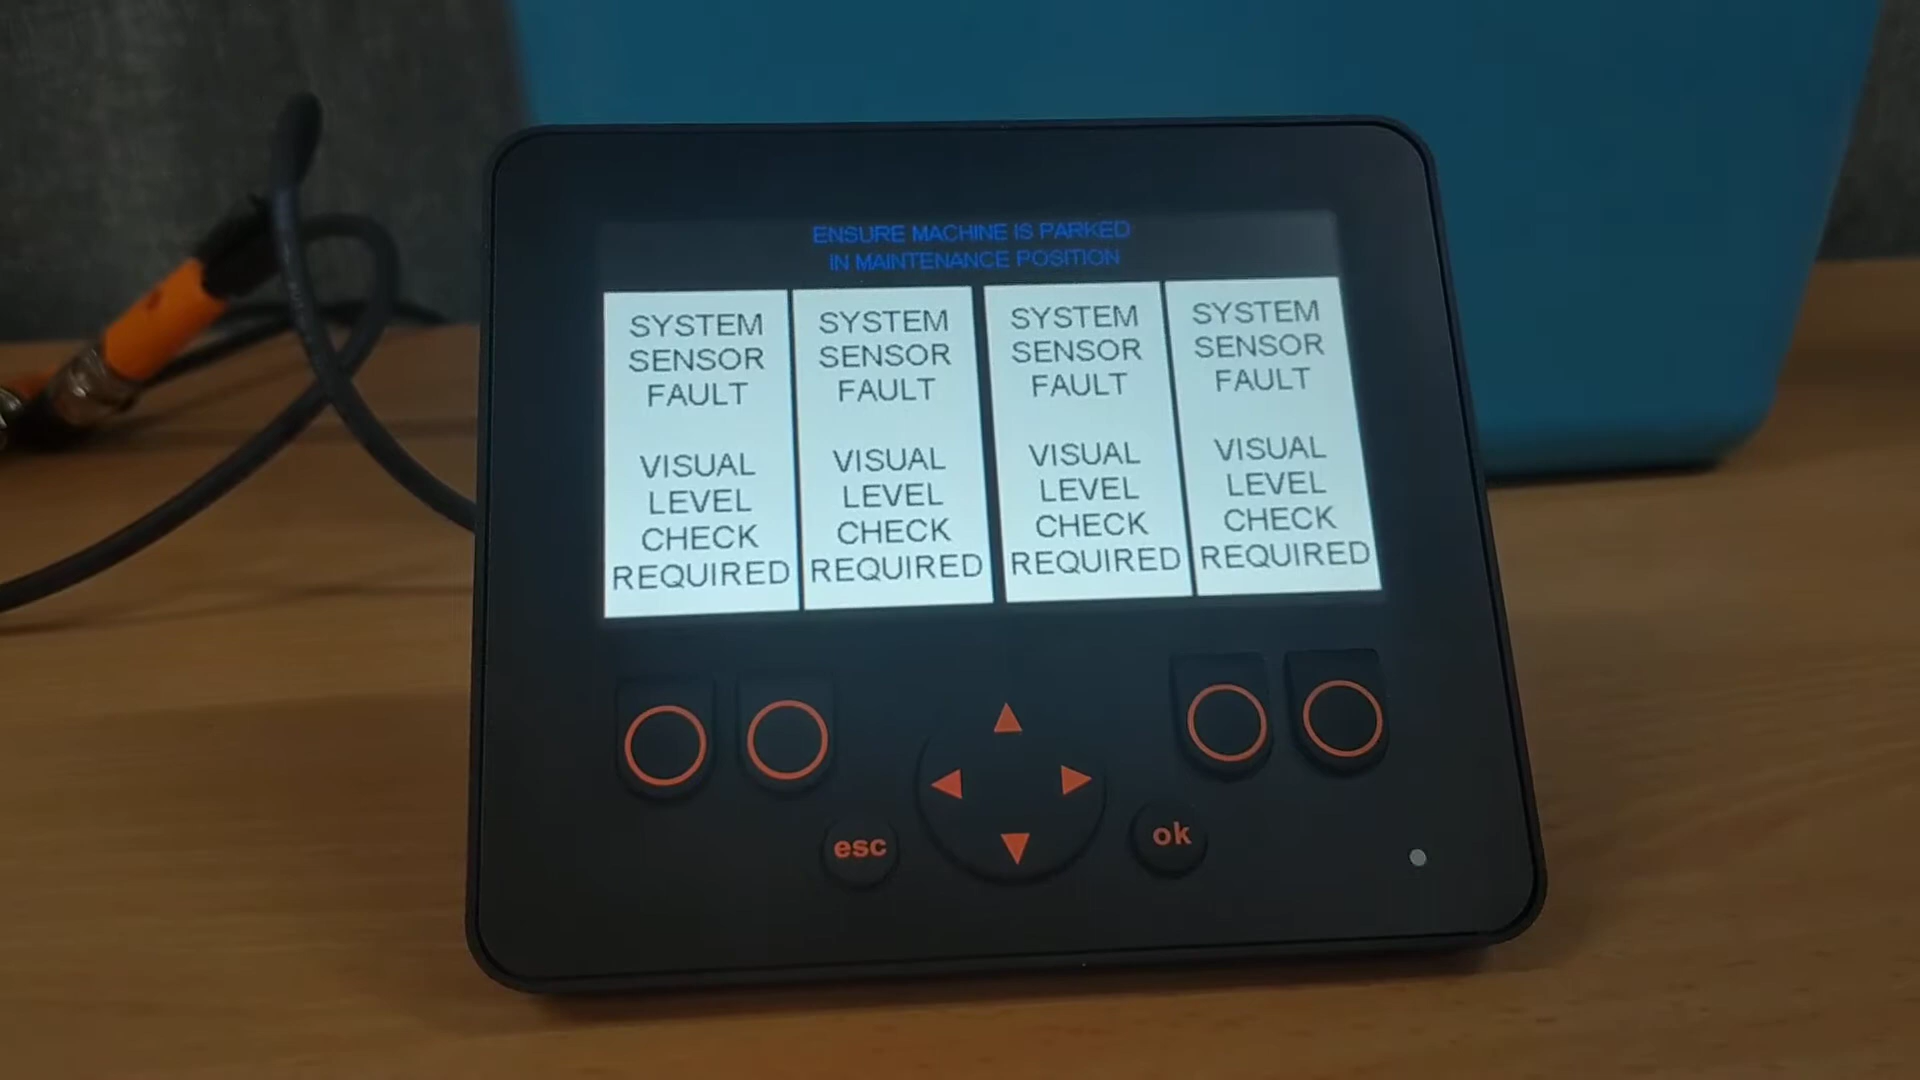 ENSURE MACHINE IS PARKED
IN MAINTENANCE POSITION
SYSTEM
SENSOR
FAULT
VISUAL
LEVEL
CHECK
REQUIRED
SYSTEM
SENSOR
FAULT
VISUAL
LEVEL
CHECK
REQUIRED
SYSTEM
SENSOR
FAULT
VISUAL
LEVEL
CHECK
REQUIRED
SYSTEM
SENSOR
FAULT
VISUAL
LEVEL
CHECK
REQUIRED
esc
ok